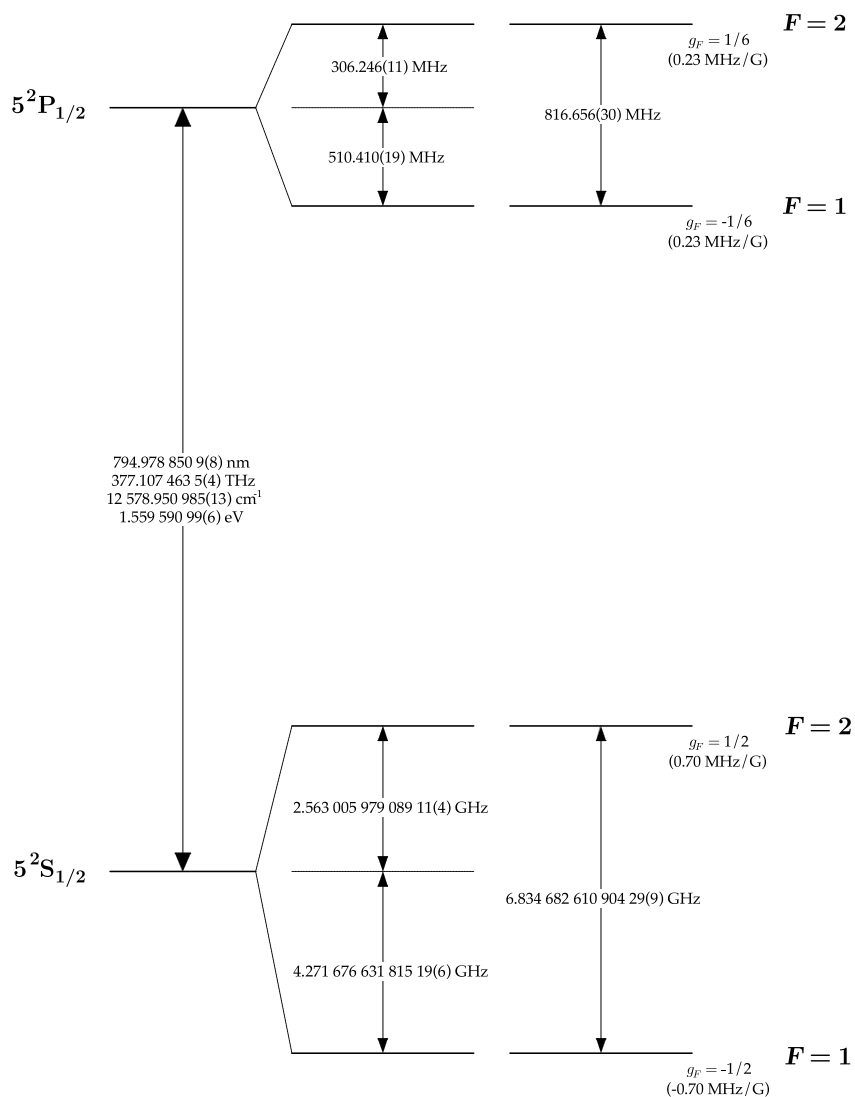 F = 2
g_F = 1/6
(0.23 MHz/G)
306.246(11) MHz
5²P₁/₂
816.656(30) MHz
510.410(19) MHz
F = 1
g_F = -1/6
(0.23 MHz/G)
794.978 850 9(8) nm
377.107 463 5(4) THz
12 578.950 985(13) cm⁻¹
1.559 590 99(6) eV
F = 2
g_F = 1/2
(0.70 MHz/G)
2.563 005 979 089 11(4) GHz
5²S₁/₂
6.834 682 610 904 29(9) GHz
4.271 676 631 815 19(6) GHz
F = 1
g_F = -1/2
(-0.70 MHz/G)